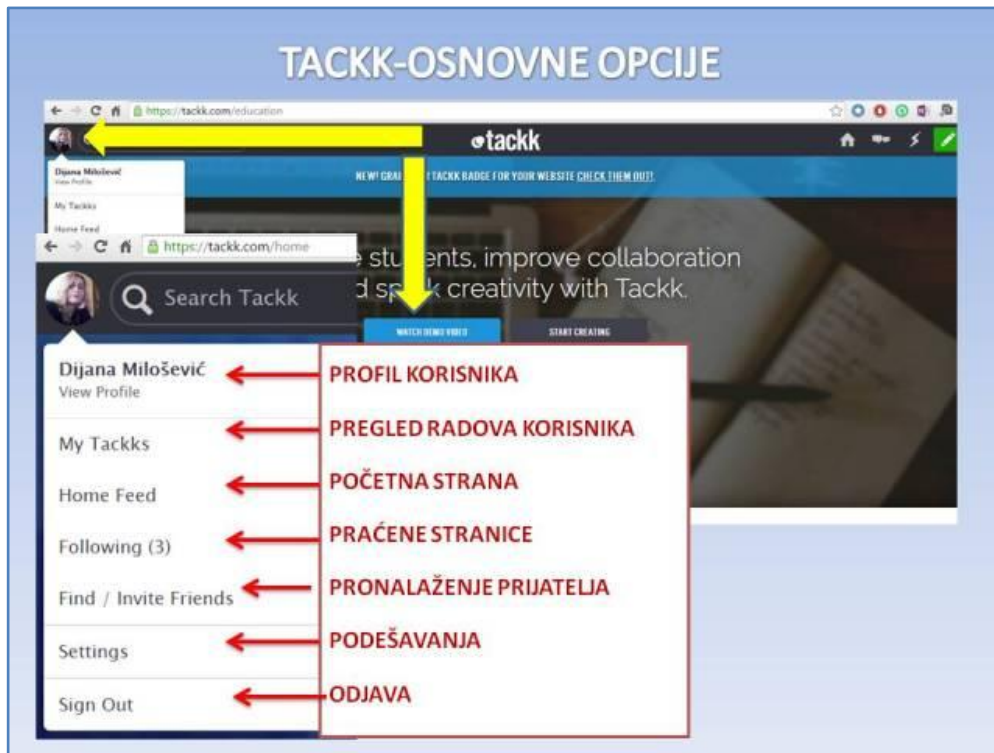 TACKK-OSNOVNE OPCIJE
https://tackk.com/education
tackk
Dijana Milošević
View Profile
NEW! TACKK BADGE FOR YOUR WEBSITE CHECK THEM OUT!
My Tackks
Home Feed
https://tackk.com/home
students, improve collaboration
Search Tackk
creativity with Tackk.
WATCH DEMO VIDEO
START CREATING
Dijana Milošević
View Profile
PROFIL KORISNIKA
My Tackks
PREGLED RADOVA KORISNIKA
Home Feed
POČETNA STRANA
Following (3)
PRAĆENE STRANICE
Find / Invite Friends
PRONALAŽENJE PRIJATELJA
Settings
PODEŠAVANJA
Sign Out
ODJAVA